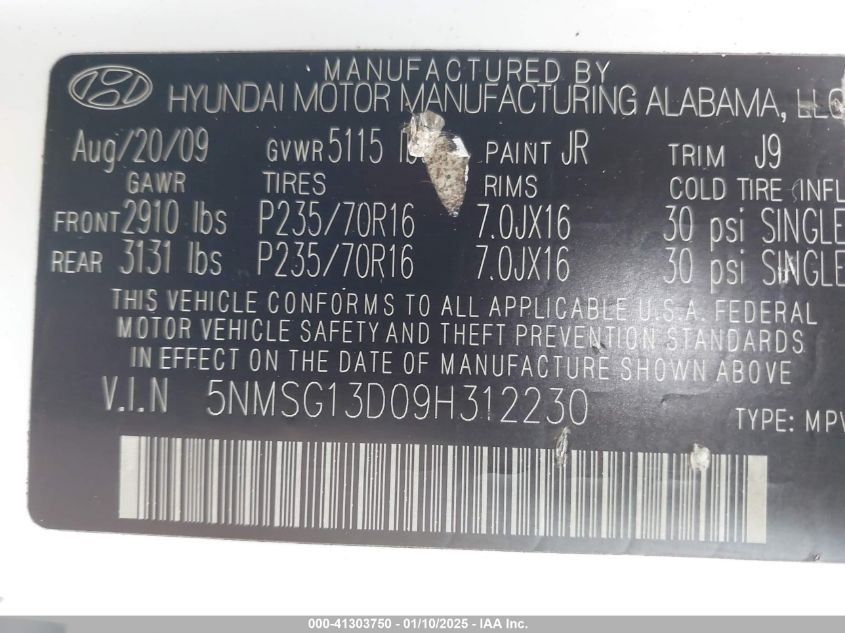 MANUFACTURED BY
HYUNDAI MOTOR MANUFACTURING ALABAMA, LLC
Aug/20/09 GVWR 5115 PAINT JR TRIM J9
GAWR TIRES RIMS COLD TIRE INFL
FRONT 2910 lbs P235/70R16 7.0JX16 30 psi SINGLE
REAR 3131 lbs P235/70R16 7.0JX16 30 psi SINGLE
THIS VEHICLE CONFORMS TO ALL APPLICABLE U.S.A. FEDERAL
MOTOR VEHICLE SAFETY AND THEFT PREVENTION STANDARDS
IN EFFECT ON THE DATE OF MANUFACTURE SHOWN ABOVE
V.I.N 5NMSG13D09H312230
TYPE: MPV
000-41303750 - 01/10/2025 - IAA Inc.